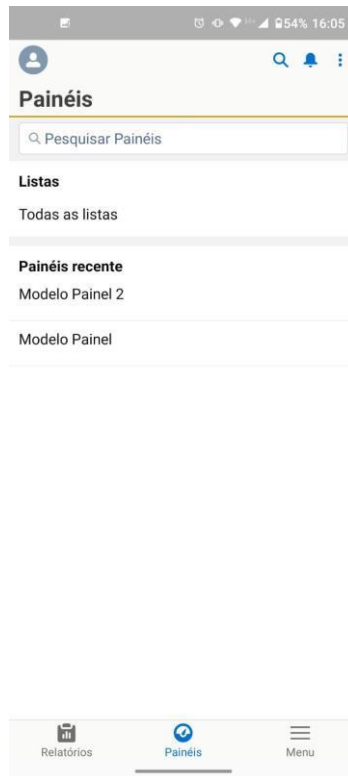 54% 16:05
Painéis
Pesquisar Painéis
Listas
Todas as listas
Painéis recente
Modelo Painel 2
Modelo Painel
Relatórios Painéis Menu